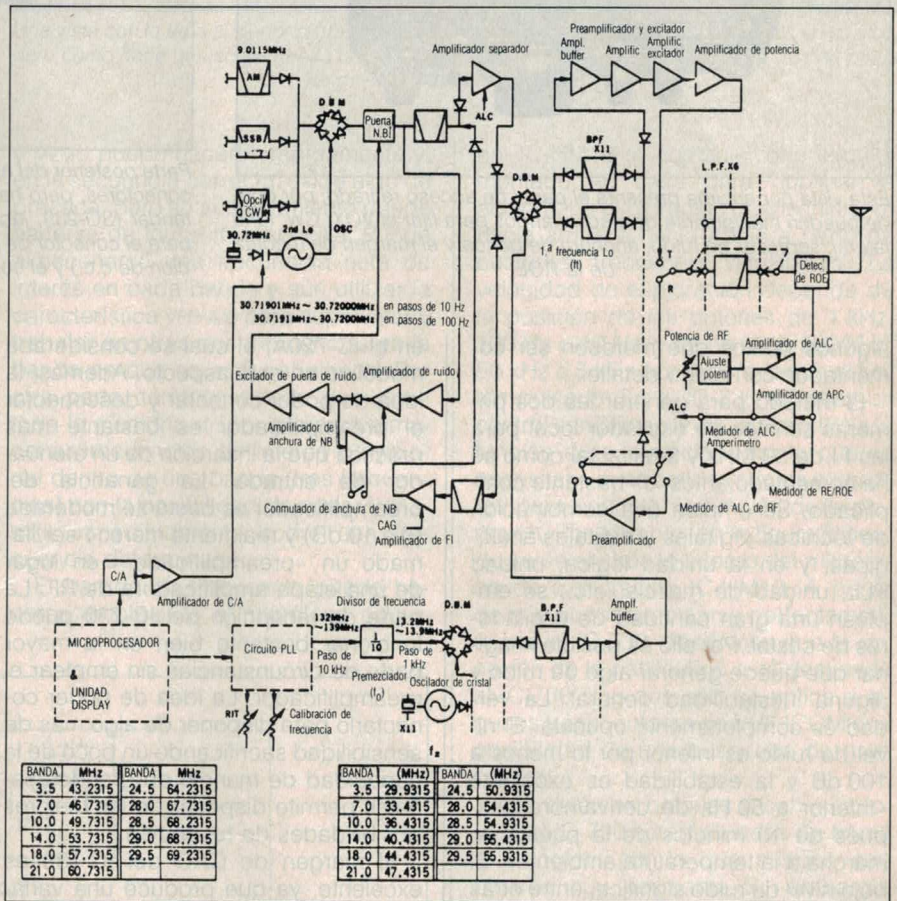 Preamplificador y excitador
Ampl. buffer
Amplific
Amplific excitador
Amplificador de potencia
Amplificador separador
9.0115MHz
AM
SSB
Opció CW
D B M
Puerta N.B.
ALC
BPF X11
D.B.M
L.P.F.X6
T
R
Detec. de ROE
30.72MHz
2nd Lo
OSC
1.ª frecuencia Lo (fl)
30.71901MHz~30.72000MHz en pasos de 10 Hz
30.7191MHz~30.7200MHz en pasos de 100 Hz
Potencia de RF
Ajuste poten
Amplificador de ALC
Amplificador de APC
ALC
Excitador de puerta de ruido
Amplificador de ruido
Amplificador de anchura de NB
Medidor de ALC
Amperímetro
Medidor de RE/ROE
Medidor de ALC de RF
Conmutador de anchura de NB
CAG
Amplificador de FI
Preamplificador
C/A
Amplificador de C/A
MICROPROCESADOR
&
UNIDAD DISPLAY
Divisor de frecuencia
132MHz ~139MHz
Circuito PLL
Paso de 10 kHz
1/10
13.2MHz ~13.9MHz
Paso de 1 kHz
Premezclador (fp)
D.B.M
Oscilador de cristal
X11
fx
B.P.F X11
Ampl. buffer
RIT
Calibración de frecuencia
BANDA MHz BANDA MHz
3.5 43.2315 24.5 64.2315
7.0 46.7315 28.0 67.7315
10.0 49.7315 28.5 68.2315
14.0 53.7315 29.0 68.7315
18.0 57.7315 29.5 69.2315
21.0 60.7315
BANDA (MHz) BANDA (MHz)
3.5 29.9315 24.5 50.9315
7.0 33.4315 28.0 54.4315
10.0 36.4315 28.5 54.9315
14.0 40.4315 29.0 55.4315
18.0 44.4315 29.5 55.9315
21.0 47.4315